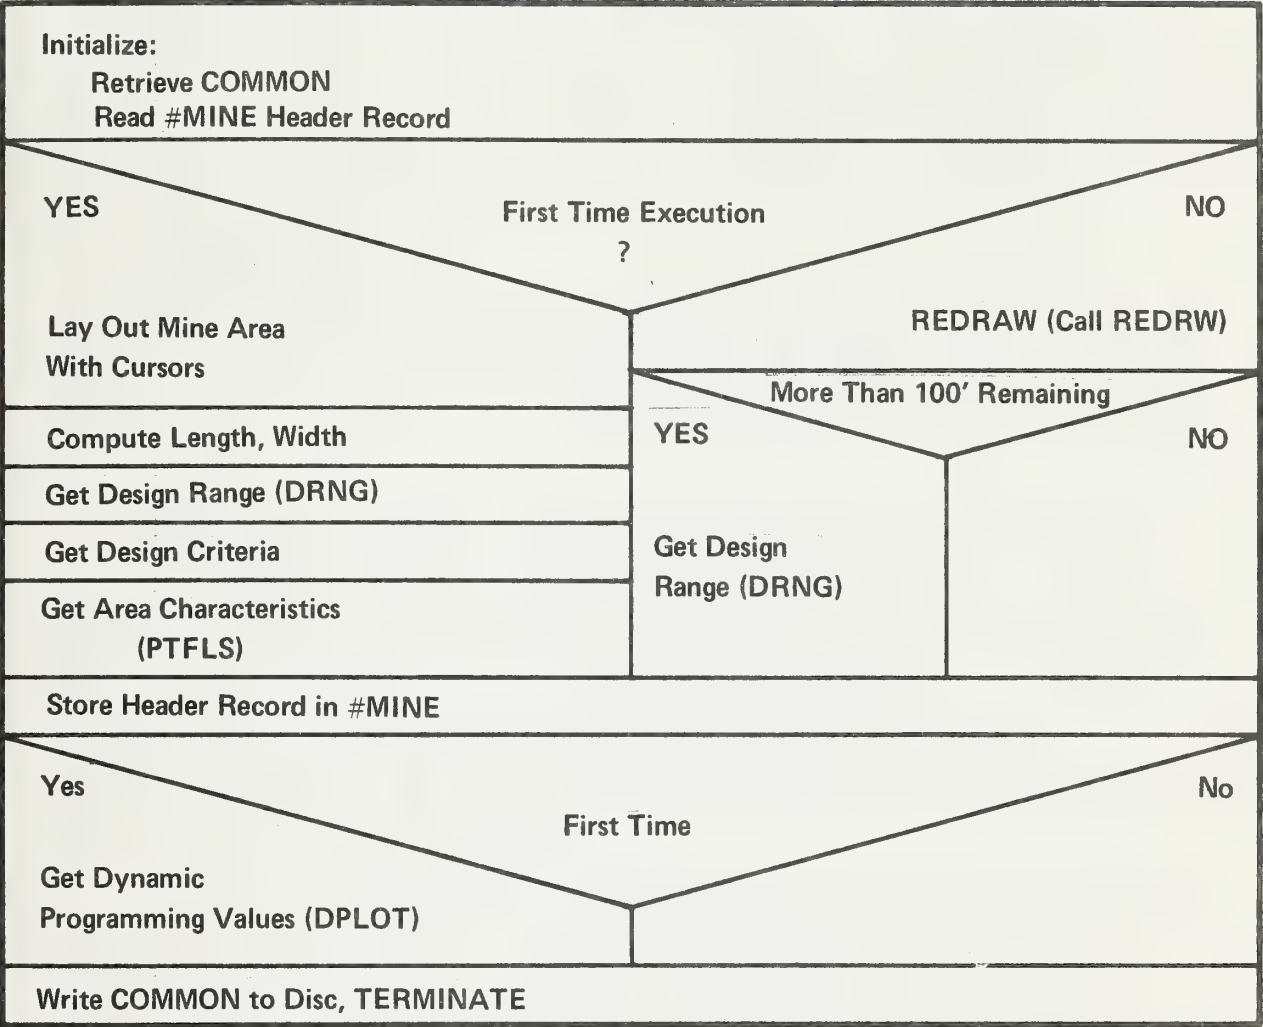 Initialize:
Retrieve COMMON
Read #MINE Header Record
YES
First Time Execution
?
NO
Lay Out Mine Area
With Cursors
Compute Length, Width
Get Design Range (DRNG)
Get Design Criteria
Get Area Characteristics
(PTFLS)
REDRAW (Call REDRW)
More Than 100' Remaining
YES
NO
Get Design
Range (DRNG)
Store Header Record in #MINE
Yes
First Time
No
Get Dynamic
Programming Values (DPLOT)
Write COMMON to Disc, TERMINATE